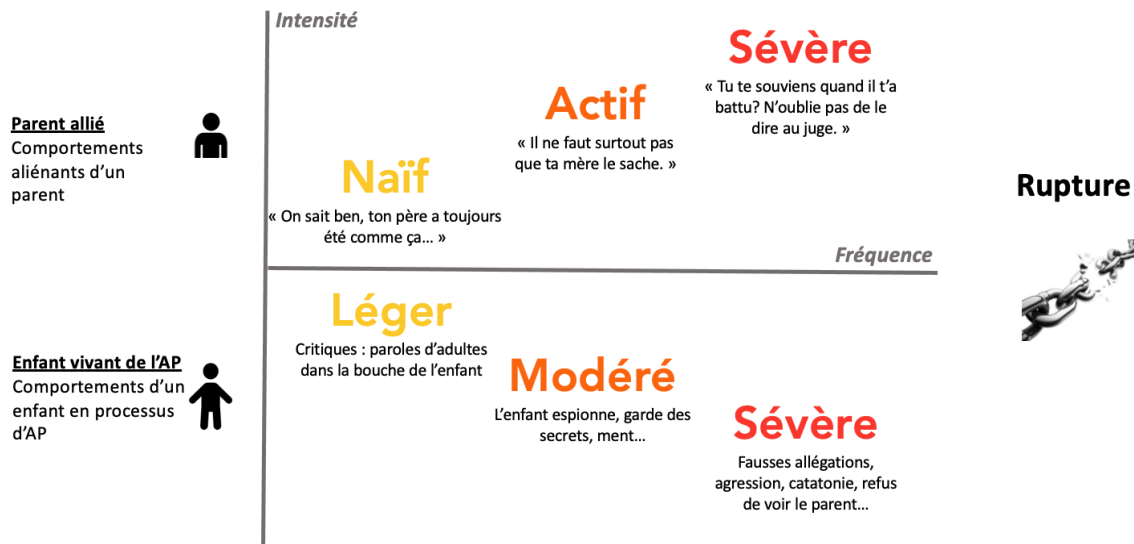 Intensité
Sévère
« Tu te souviens quand il t'a
battu? N'oublie pas de le
dire au juge. »
Actif
« Il ne faut surtout pas
que ta mère le sache. »
Parent allié
Comportements
aliénants d'un
parent
Naïf
« On sait ben, ton père a toujours
été comme ça... »
Rupture
Fréquence
Léger
Critiques : paroles d'adultes
dans la bouche de l'enfant
Enfant vivant de l'AP
Comportements d'un
enfant en processus
d'AP
Modéré
L'enfant espionne, garde des
secrets, ment...
Sévère
Fausses allégations,
agression, catatonie, refus
de voir le parent...